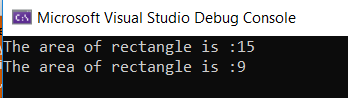 Microsoft Visual Studio Debug Console
The area of rectangle is :15
The area of rectangle is :9